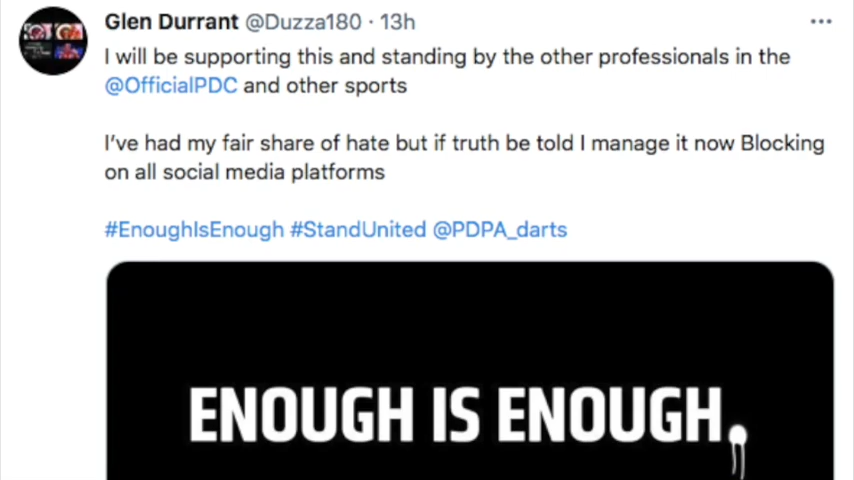 Glen Durrant @Duzza180 · 13h
I will be supporting this and standing by the other professionals in the
@OfficialPDC and other sports
I've had my fair share of hate but if truth be told I manage it now Blocking
on all social media platforms
#EnoughIsEnough #StandUnited @PDPA_darts
ENOUGH IS ENOUGH.